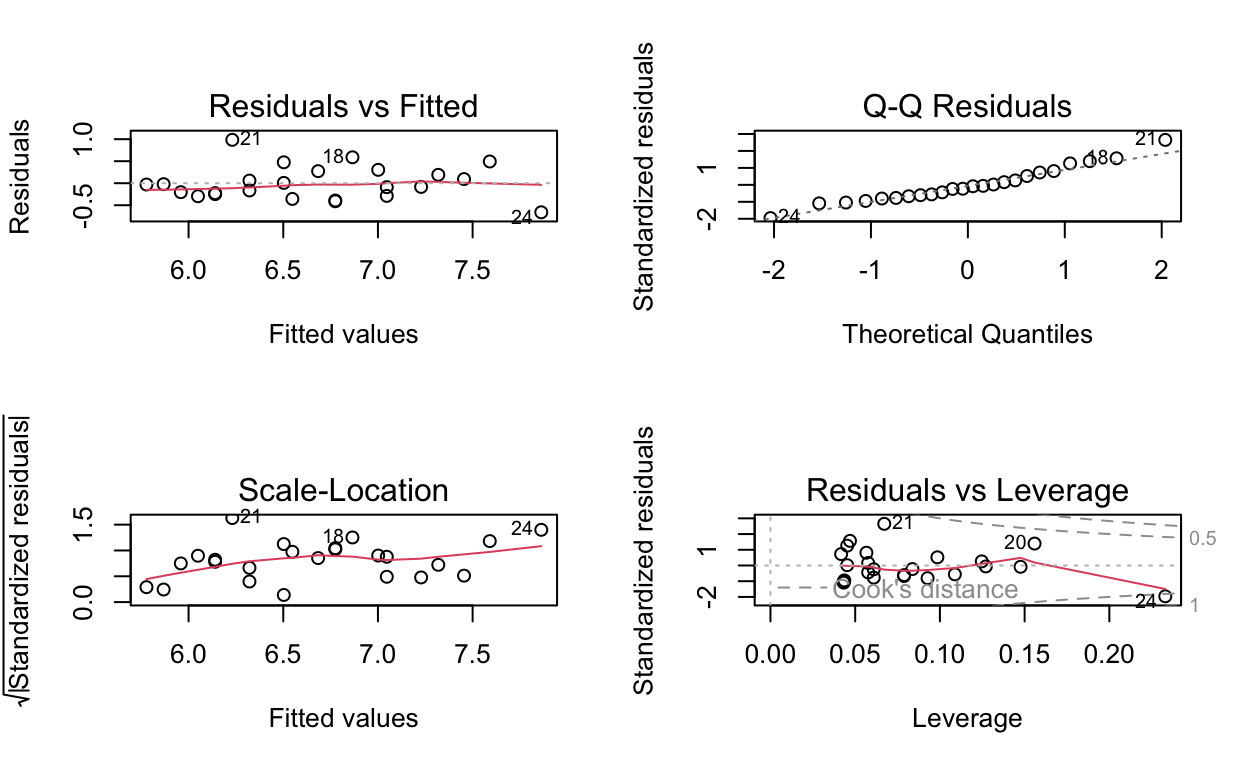 Residuals vs Fitted
Residuals
1.0
-0.5
21
18
24
6.0 6.5 7.0 7.5
Fitted values
Q-Q Residuals
Standardized residuals
1
-2
21
18
24
-2 -1 0 1 2
Theoretical Quantiles
Scale-Location
√|Standardized residuals|
1.5
0.0
21
18
24
6.0 6.5 7.0 7.5
Fitted values
Residuals vs Leverage
Standardized residuals
1
-2
21
20
24
Cook's distance
0.5
1
0.00 0.05 0.10 0.15 0.20
Leverage